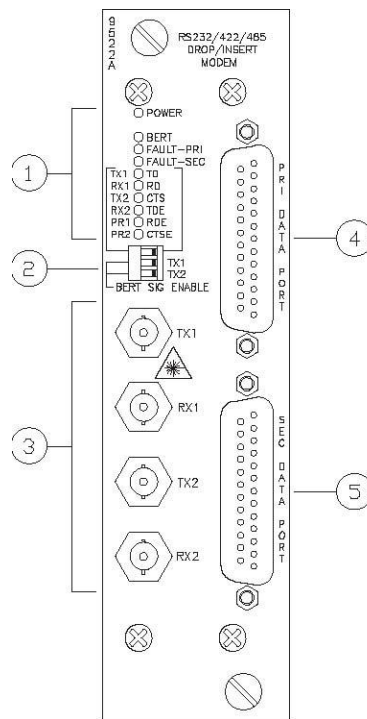 9522A
RS232/422/485
DROP/INSERT
MODEM
POWER
BERT
FAULT-PRI
FAULT-SEC
TX1 TD
RX1 RD
TX2 CTS
RX2 TDE
PR1 RDE
PR2 CTSE
TX1
TX2
BERT SIG ENABLE
TX1
RX1
TX2
RX2
PRI DATA PORT
SEC DATA PORT
1
2
3
4
5